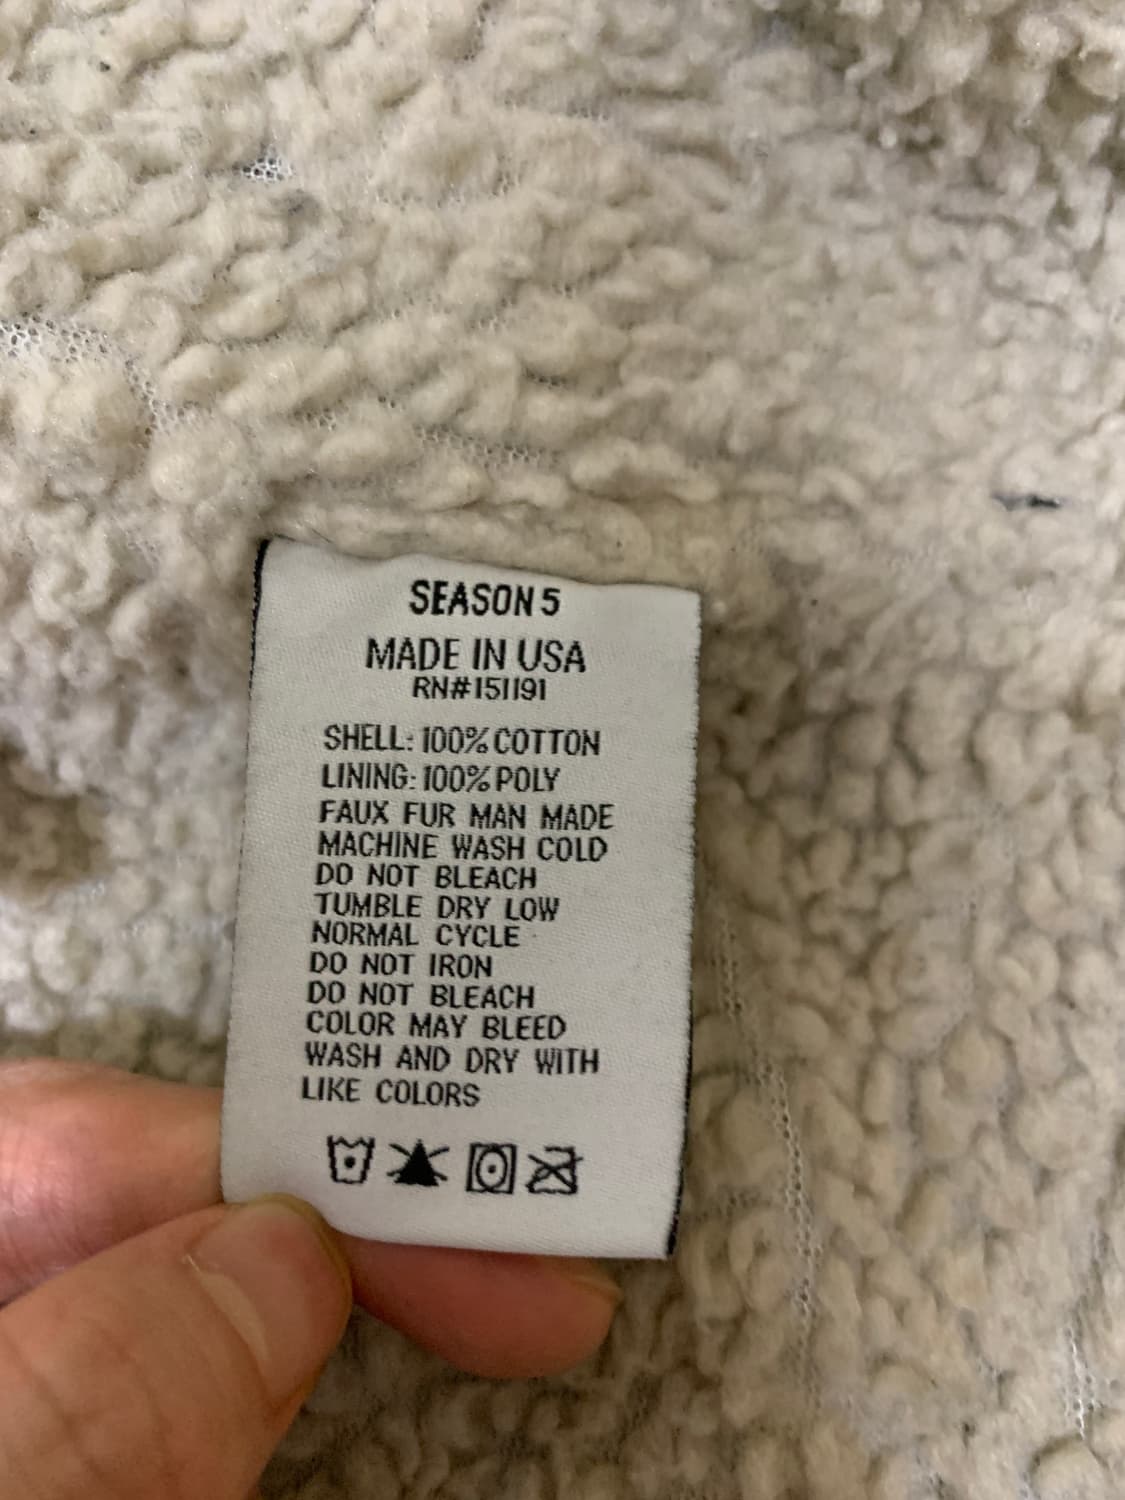 SEASON 5
MADE IN USA
RN#151191
SHELL: 100% COTTON
LINING: 100% POLY
FAUX FUR MAN MADE
MACHINE WASH COLD
DO NOT BLEACH
TUMBLE DRY LOW
NORMAL CYCLE
DO NOT IRON
DO NOT BLEACH
COLOR MAY BLEED
WASH AND DRY WITH
LIKE COLORS